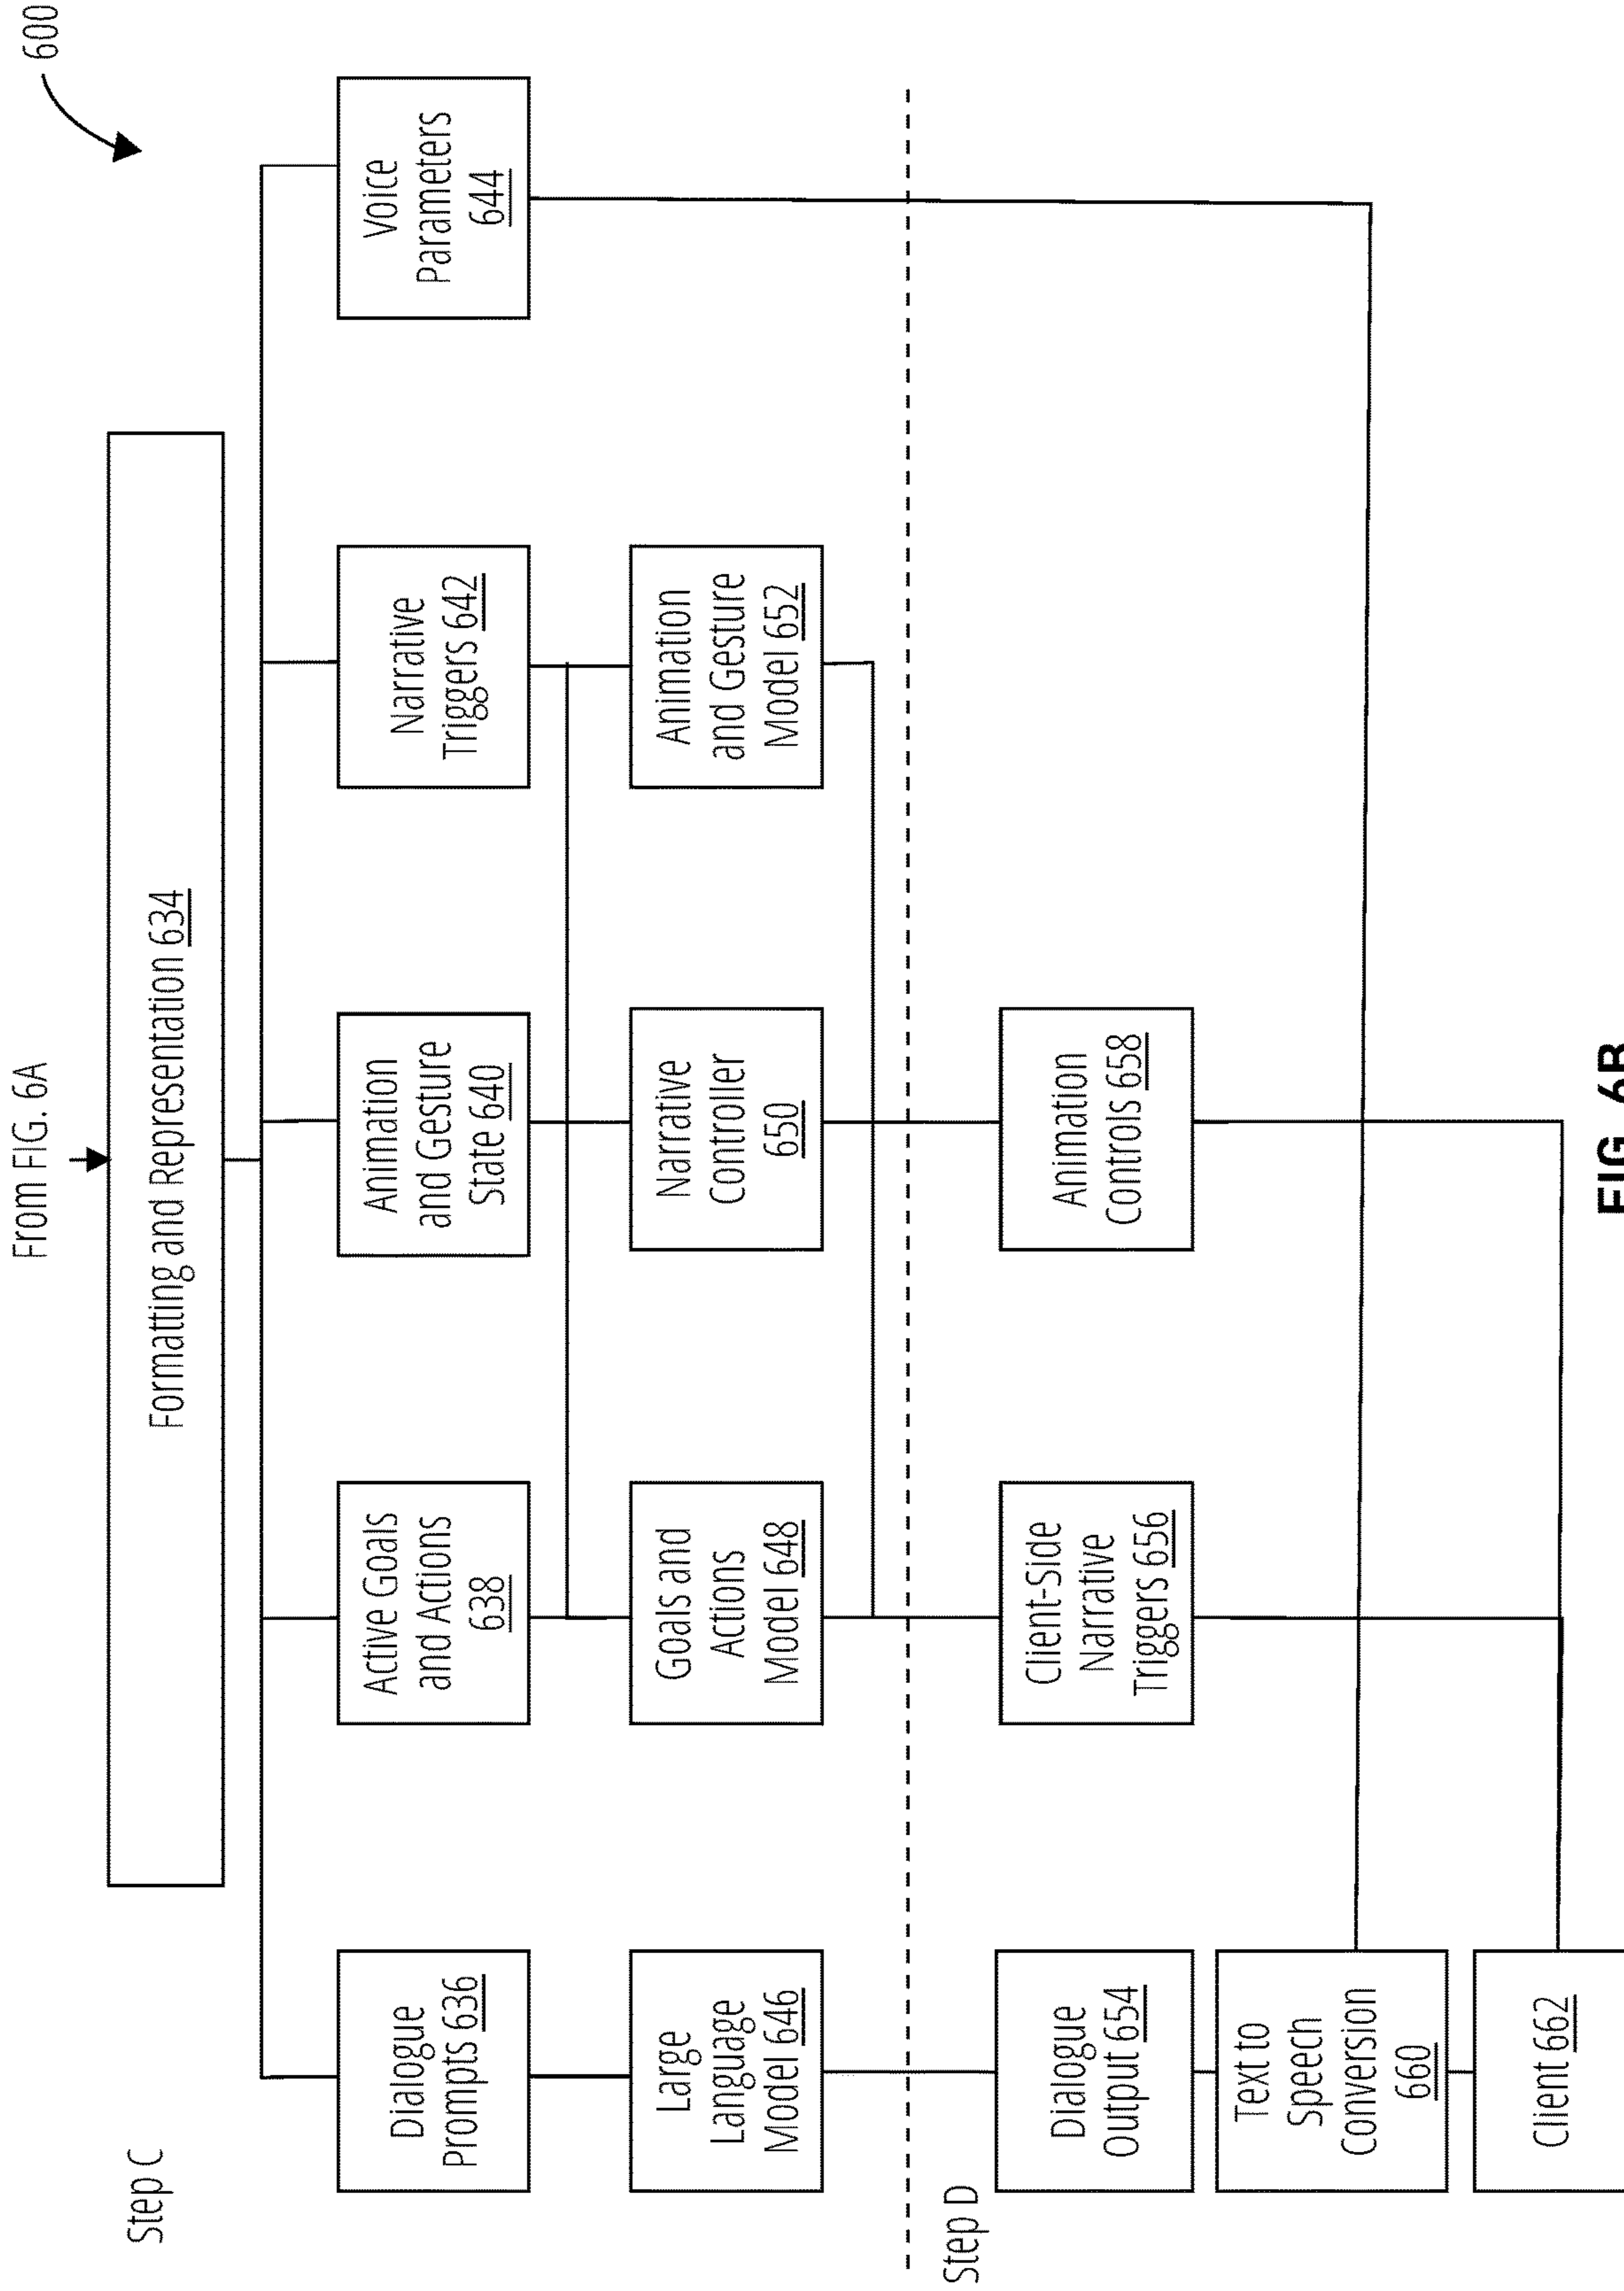 600
From FIG. 6A
Step C
Formatting and Representation 634
Dialogue
Prompts 636
Active Goals
and Actions
638
Animation
and Gesture
State 640
Narrative
Triggers 642
Voice
Parameters
644
Large
Language
Model 646
Goals and
Actions
Model 648
Narrative
Controller
650
Animation
and Gesture
Model 652
Step D
Dialogue
Output 654
Client-Side
Narrative
Triggers 656
Animation
Controls 658
Text to
Speech
Conversion
660
Client 662
FIG. 6B